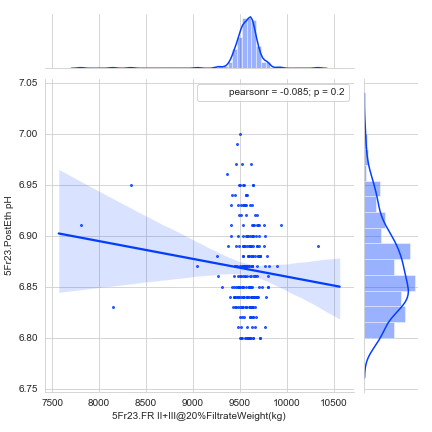 pearsonr = -0.085; p = 0.2
7.05
7.00
6.95
6.90
6.85
6.80
6.75
5Fr23.PostEth pH
7500 8000 8500 9000 9500 10000 10500
5Fr23.FR II+III@20%FiltrateWeight(kg)